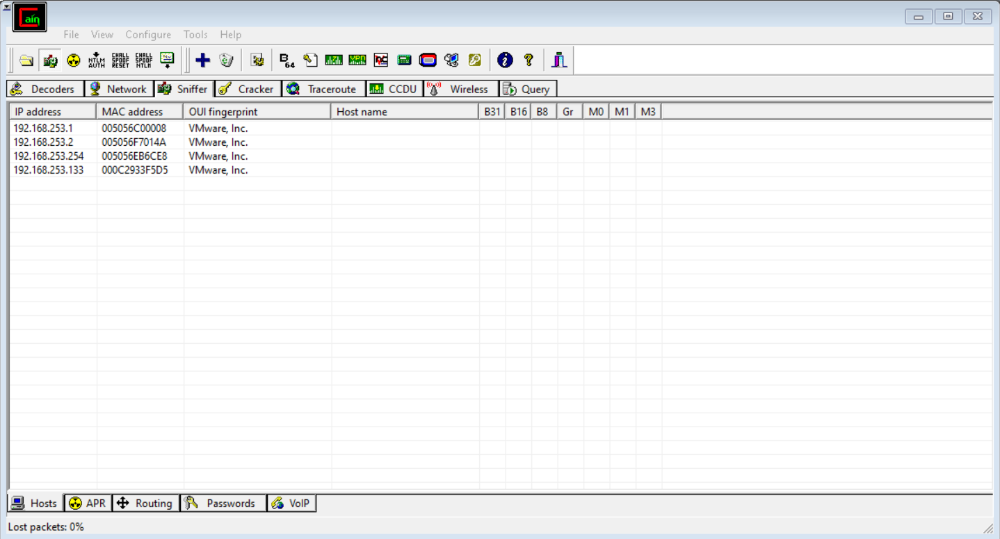 Cain
File View Configure Tools Help
NTLM AUTH CHALL SPOOF RESET CHALL SPOOF NTLM B64
Decoders Network Sniffer Cracker Traceroute CCDU Wireless Query
IP address MAC address OUI fingerprint Host name B31 B16 B8 Gr M0 M1 M3
192.168.253.1 005056C00008 VMware, Inc.
192.168.253.2 005056F7014A VMware, Inc.
192.168.253.254 005056EB6CE8 VMware, Inc.
192.168.253.133 000C2933F5D5 VMware, Inc.
Hosts APR Routing Passwords VoIP
Lost packets: 0%